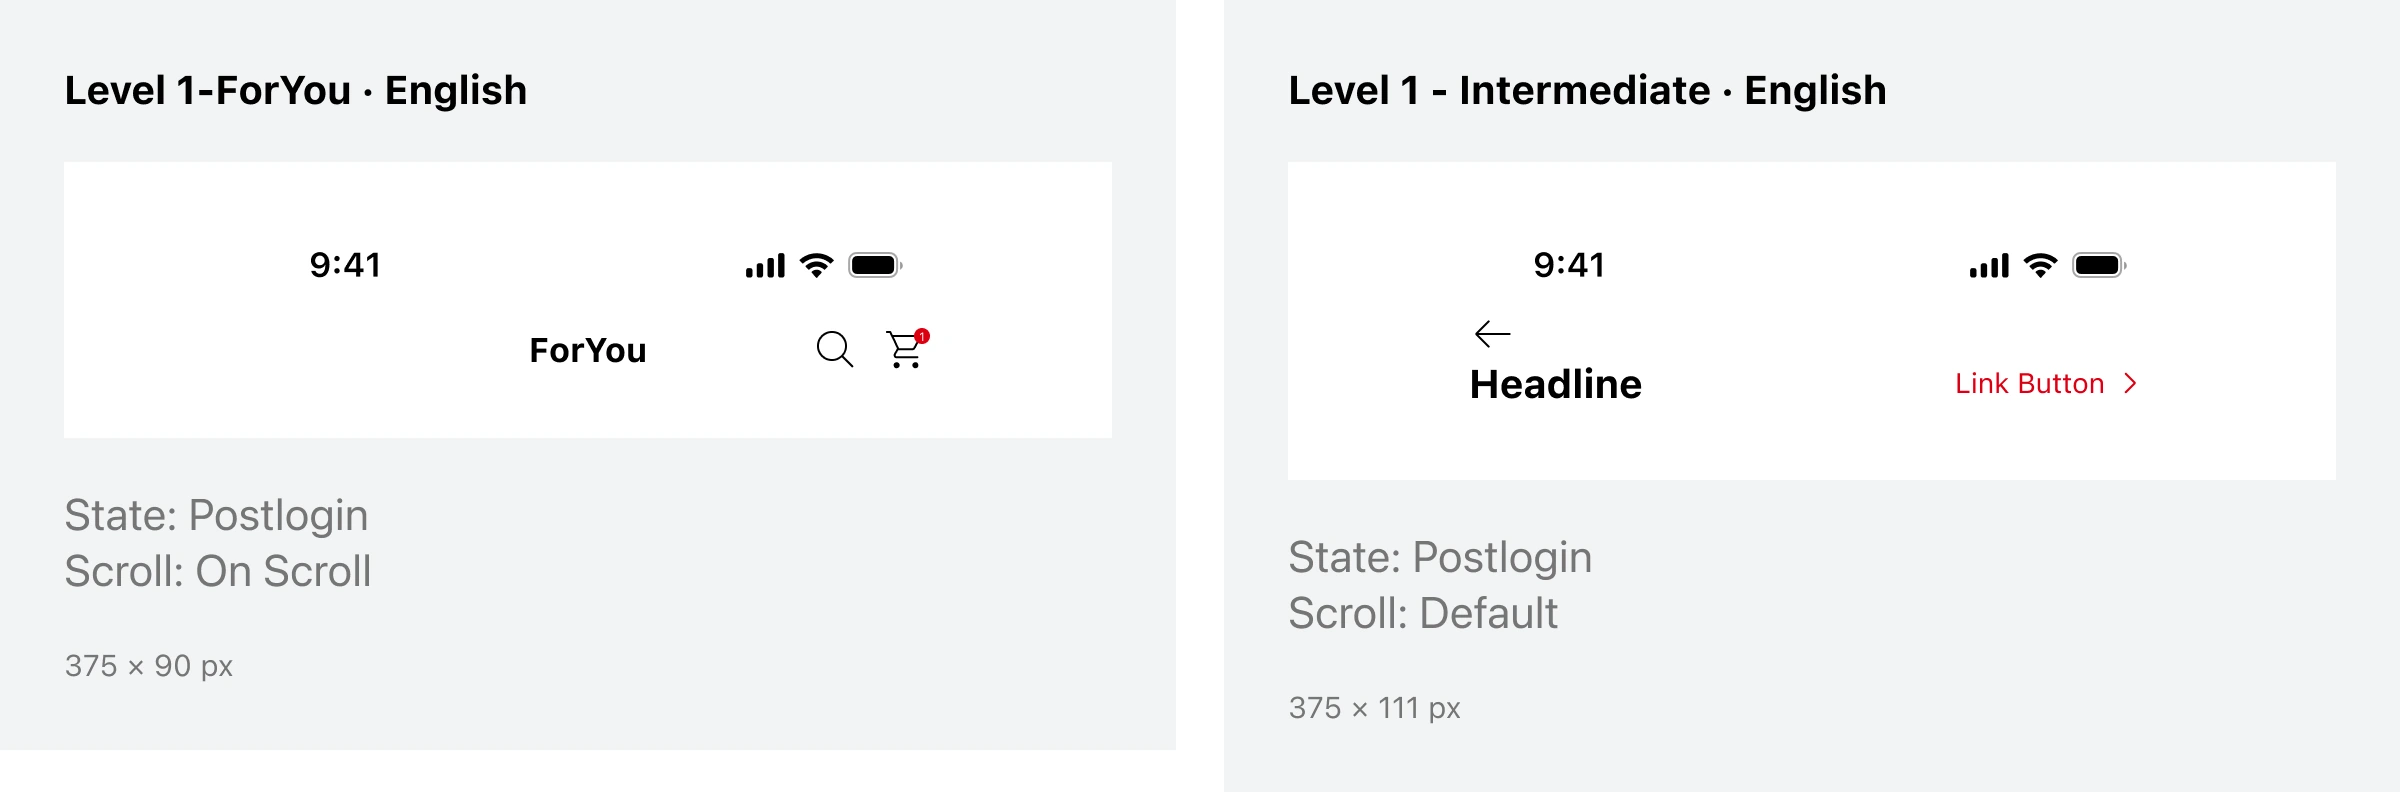 Level 1-ForYou · English
9:41
ForYou
1
State: Postlogin
Scroll: On Scroll
375 × 90 px
Level 1 - Intermediate · English
9:41
Headline
Link Button
State: Postlogin
Scroll: Default
375 × 111 px